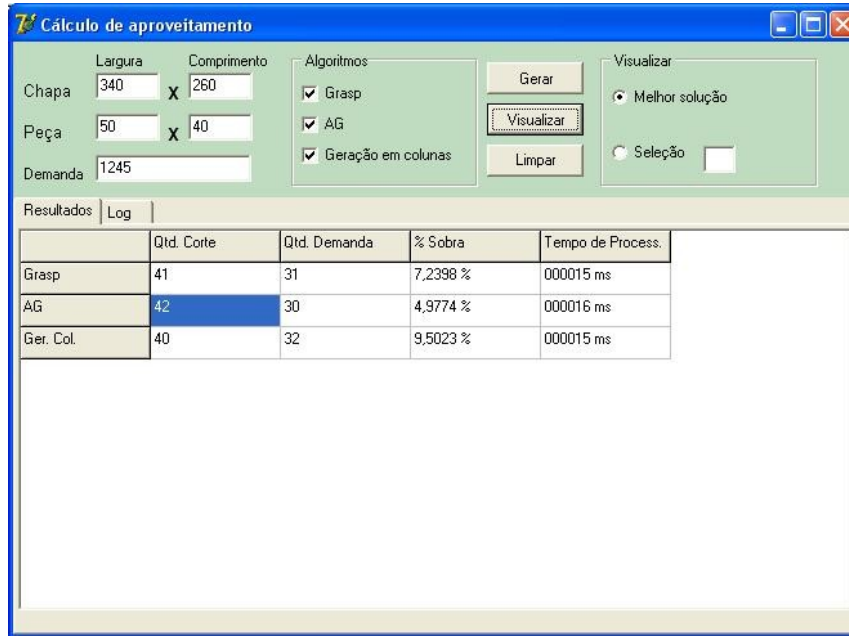 Cálculo de aproveitamento
Largura Comprimento
Chapa 340 X 260
Peça 50 X 40
Demanda 1245
Algoritmos
Grasp
AG
Geração em colunas
Gerar
Visualizar
Limpar
Visualizar
Melhor solução
Seleção
Resultados Log
Qtd. Corte Qtd. Demanda % Sobra Tempo de Process.
Grasp 41 31 7,2398 % 000015 ms
AG 42 30 4,9774 % 000016 ms
Ger. Col. 40 32 9,5023 % 000015 ms